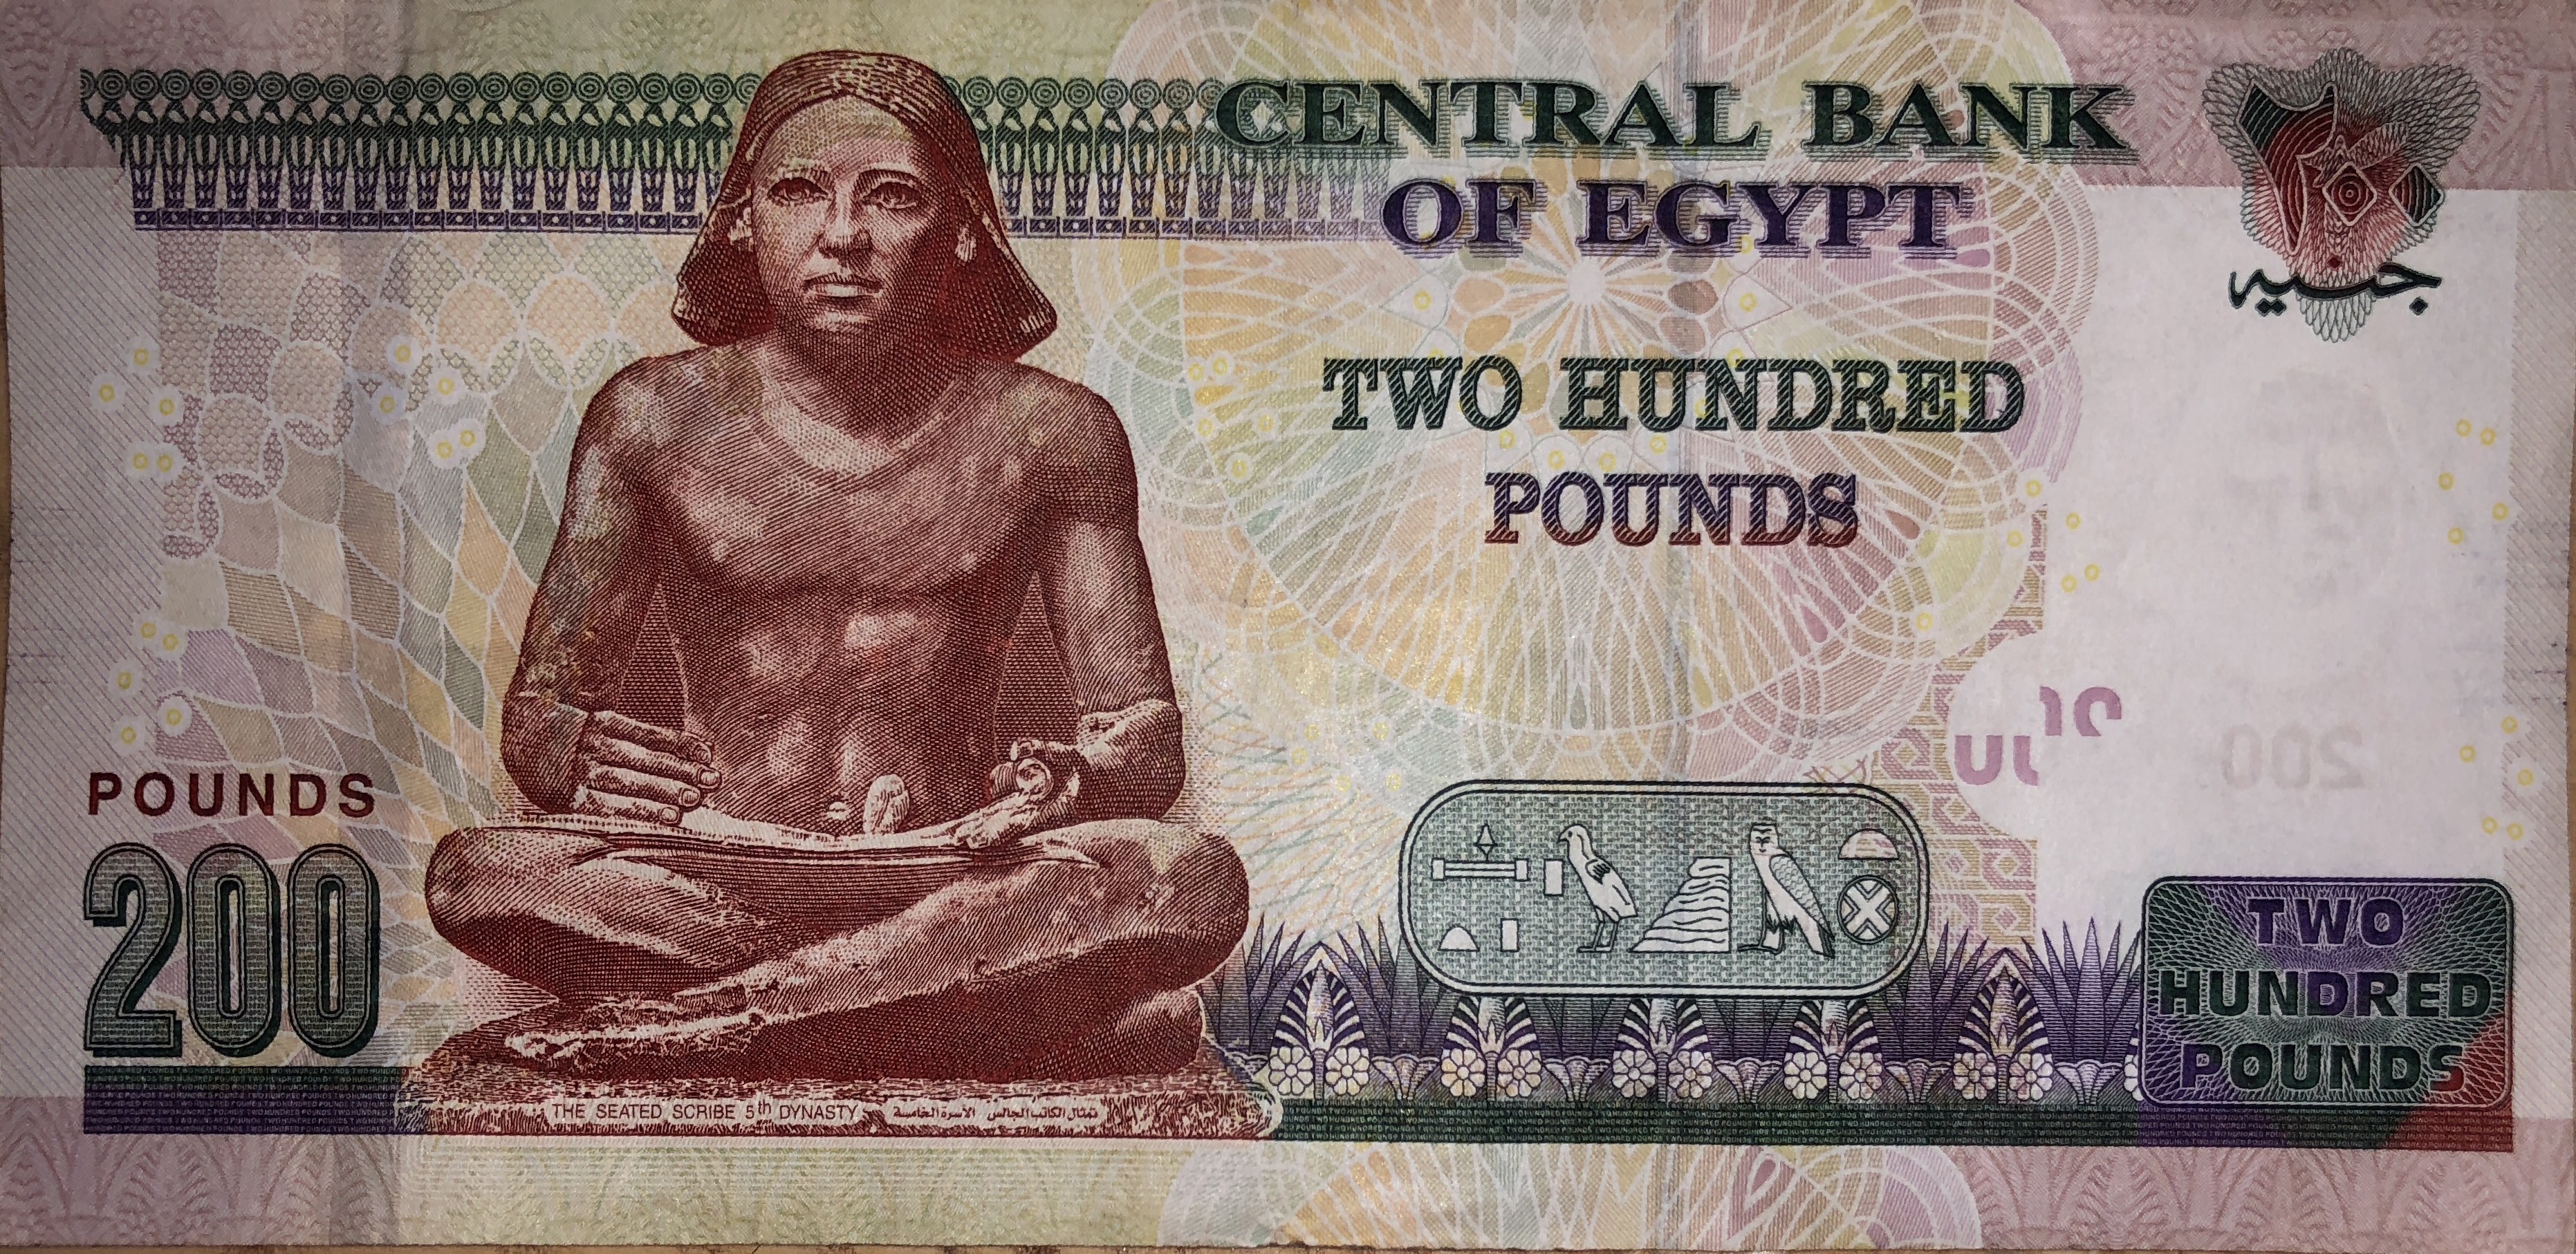 CENTRAL BANK
OF EGYPT
جنيه
TWO HUNDRED
POUNDS
POUNDS
200
200
TWO
HUNDRED
POUNDS
THE SEATED SCRIBE 5th DYNASTY تمثال الكاتب الجالس الأسرة الخامسة